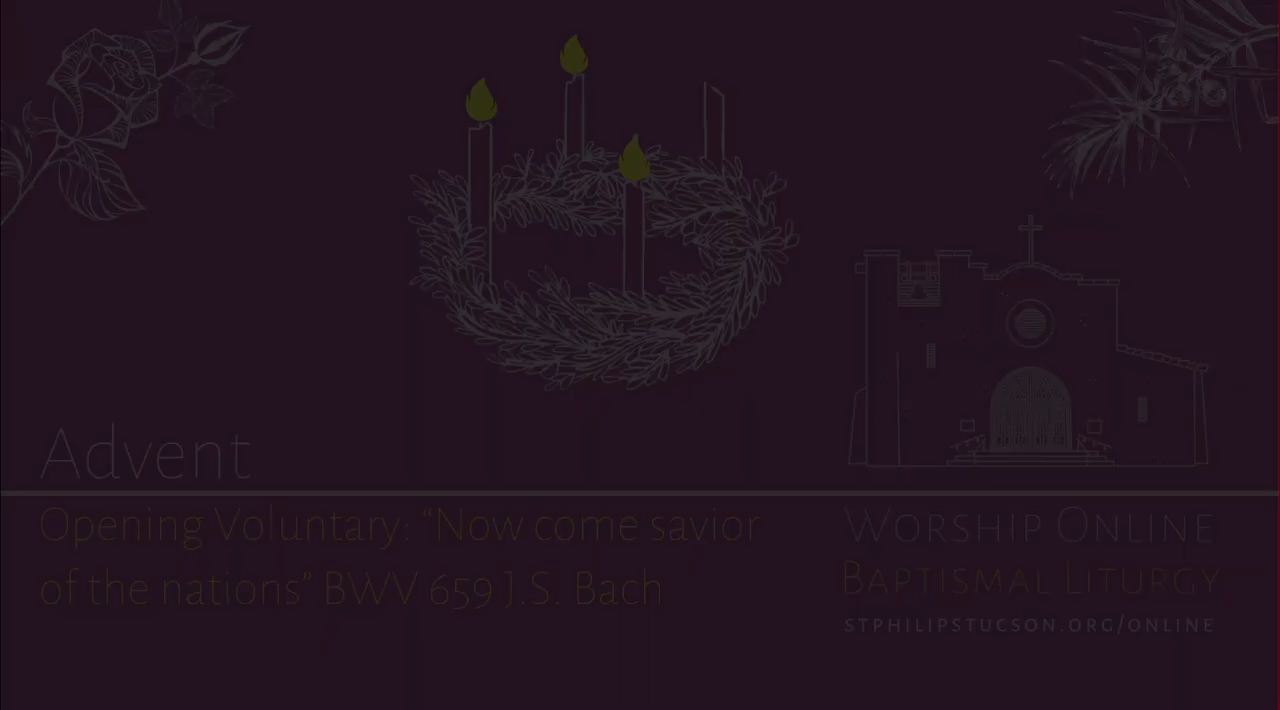 Advent
Opening Voluntary: “Now come savior
of the nations” BWV 659 J.S. Bach
Worship Online
Baptismal Liturgy
stphilipstucson.org/online